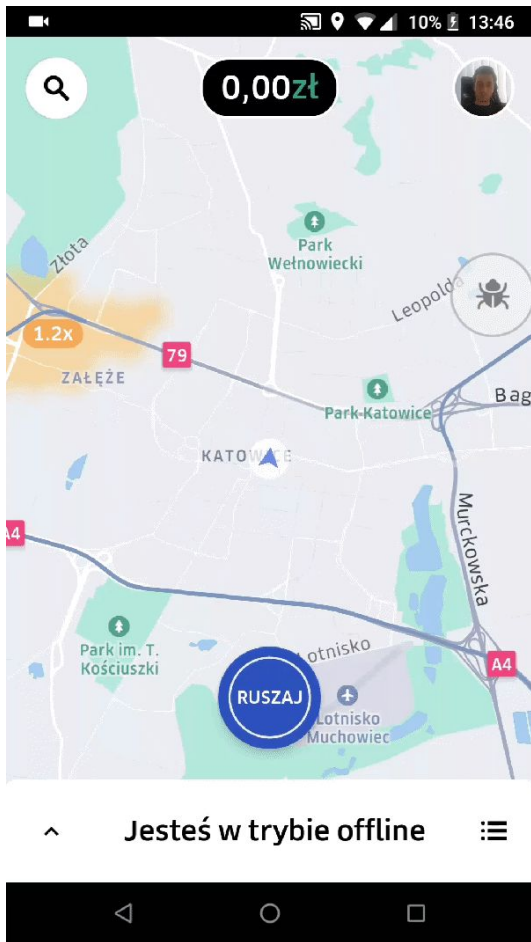 10% 13:46
0,00zł
Park
Wełnowiecki
Złota
Leopolda
1.2x
79
ZAŁĘŻE
Park Katowice
Bag
KATOWICE
Murckowska
A4
Park im. T.
Kościuszki
Lotnisko
A4
RUSZAJ
Lotnisko
Muchowiec
Jesteś w trybie offline